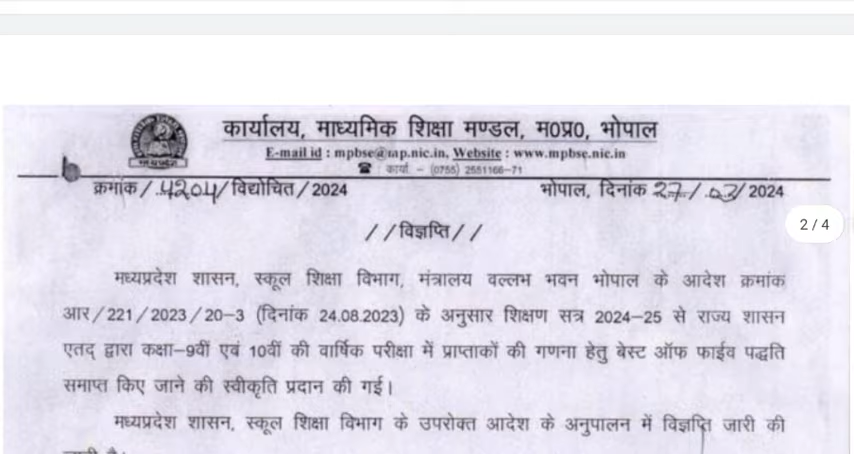 कार्यालय, माध्यमिक शिक्षा मण्डल, म0प्र0, भोपाल
E-mail id : mpbse@mp.nic.in, Website : www.mpbse.nic.in
☎ : कार्या. – (0755) 2551166–71
क्रमांक / 4204 / विद्योचित / 2024 भोपाल, दिनांक 27 / 03 / 2024
2 / 4
/ / विज्ञप्ति / /
मध्यप्रदेश शासन, स्कूल शिक्षा विभाग, मंत्रालय वल्लभ भवन भोपाल के आदेश क्रमांक
आर / 221 / 2023 / 20–3 (दिनांक 24.08.2023) के अनुसार शिक्षण सत्र 2024–25 से राज्य शासन
एतद् द्वारा कक्षा–9वीं एवं 10वीं की वार्षिक परीक्षा में प्राप्ताकों की गणना हेतु बेस्ट ऑफ फाईव पद्धति
समाप्त किए जाने की स्वीकृति प्रदान की गई।
मध्यप्रदेश शासन, स्कूल शिक्षा विभाग के उपरोक्त आदेश के अनुपालन में विज्ञप्ति जारी की